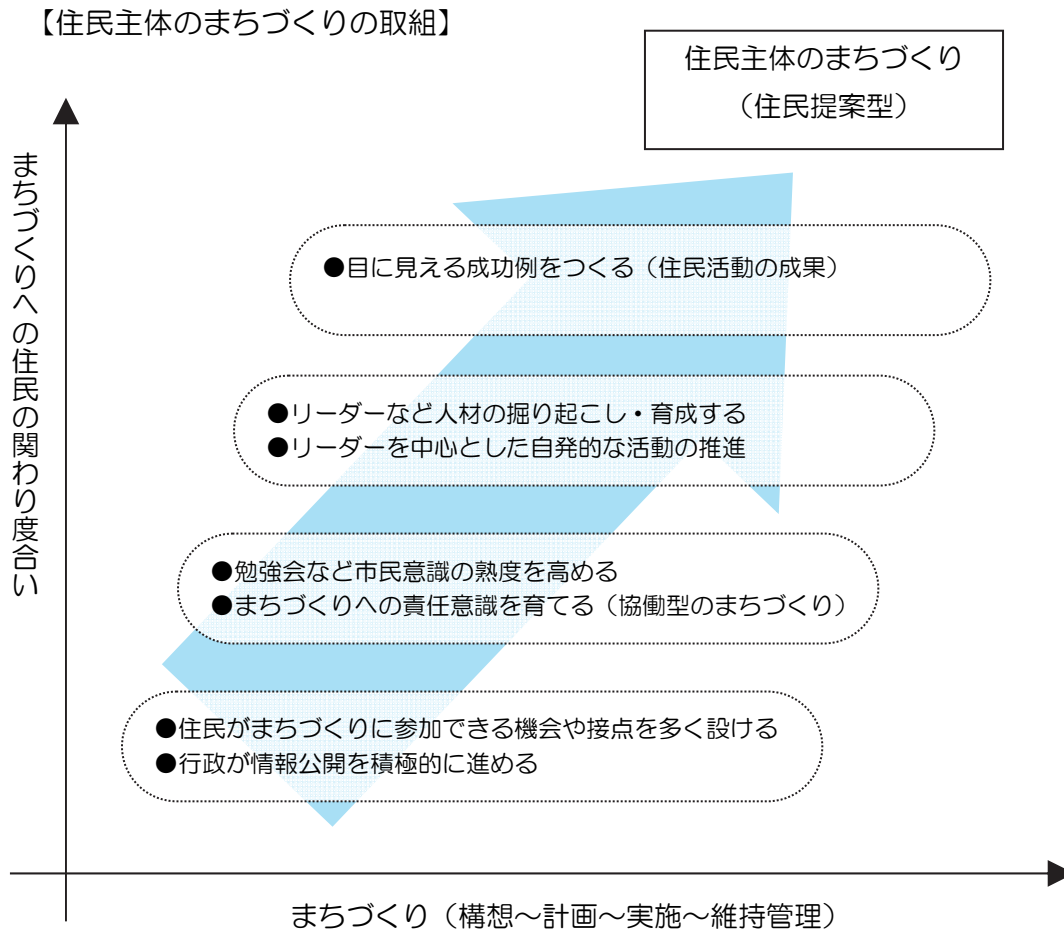 【住民主体のまちづくりの取組】
住民主体のまちづくり
（住民提案型）
まちづくりへの住民の関わり度合い
●目に見える成功例をつくる（住民活動の成果）
●リーダーなど人材の掘り起こし・育成する
●リーダーを中心とした自発的な活動の推進
●勉強会など市民意識の熟度を高める
●まちづくりへの責任意識を育てる（協働型のまちづくり）
●住民がまちづくりに参加できる機会や接点を多く設ける
●行政が情報公開を積極的に進める
まちづくり（構想～計画～実施～維持管理）